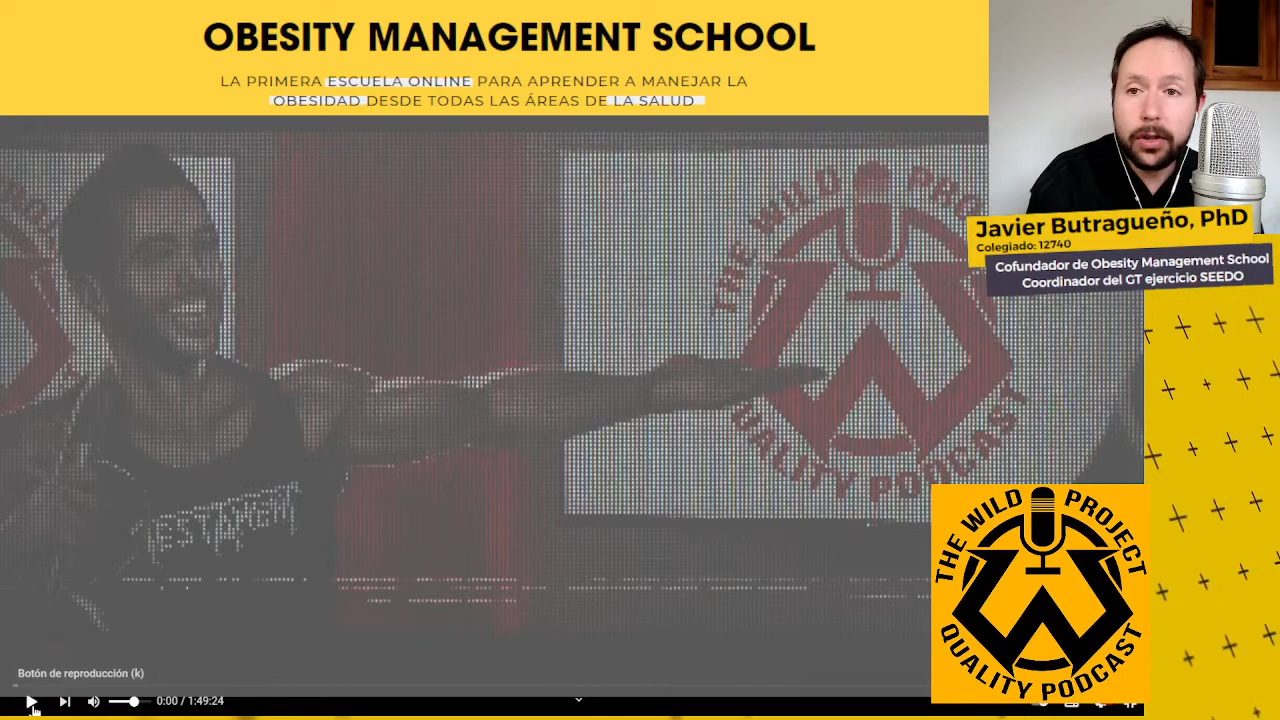 OBESITY MANAGEMENT SCHOOL
LA PRIMERA ESCUELA ONLINE PARA APRENDER A MANEJAR LA
OBESIDAD DESDE TODAS LAS ÁREAS DE LA SALUD
Javier Butragueño, PhD
Colegiado: 12740
Cofundador de Obesity Management School
Coordinador del GT ejercicio SEEDO
THE WILD PROJECT
QUALITY PODCAST
TESTAMENT
THE WILD PROJECT
QUALITY PODCAST
Botón de reproducción (k)
0:00 / 1:49:24